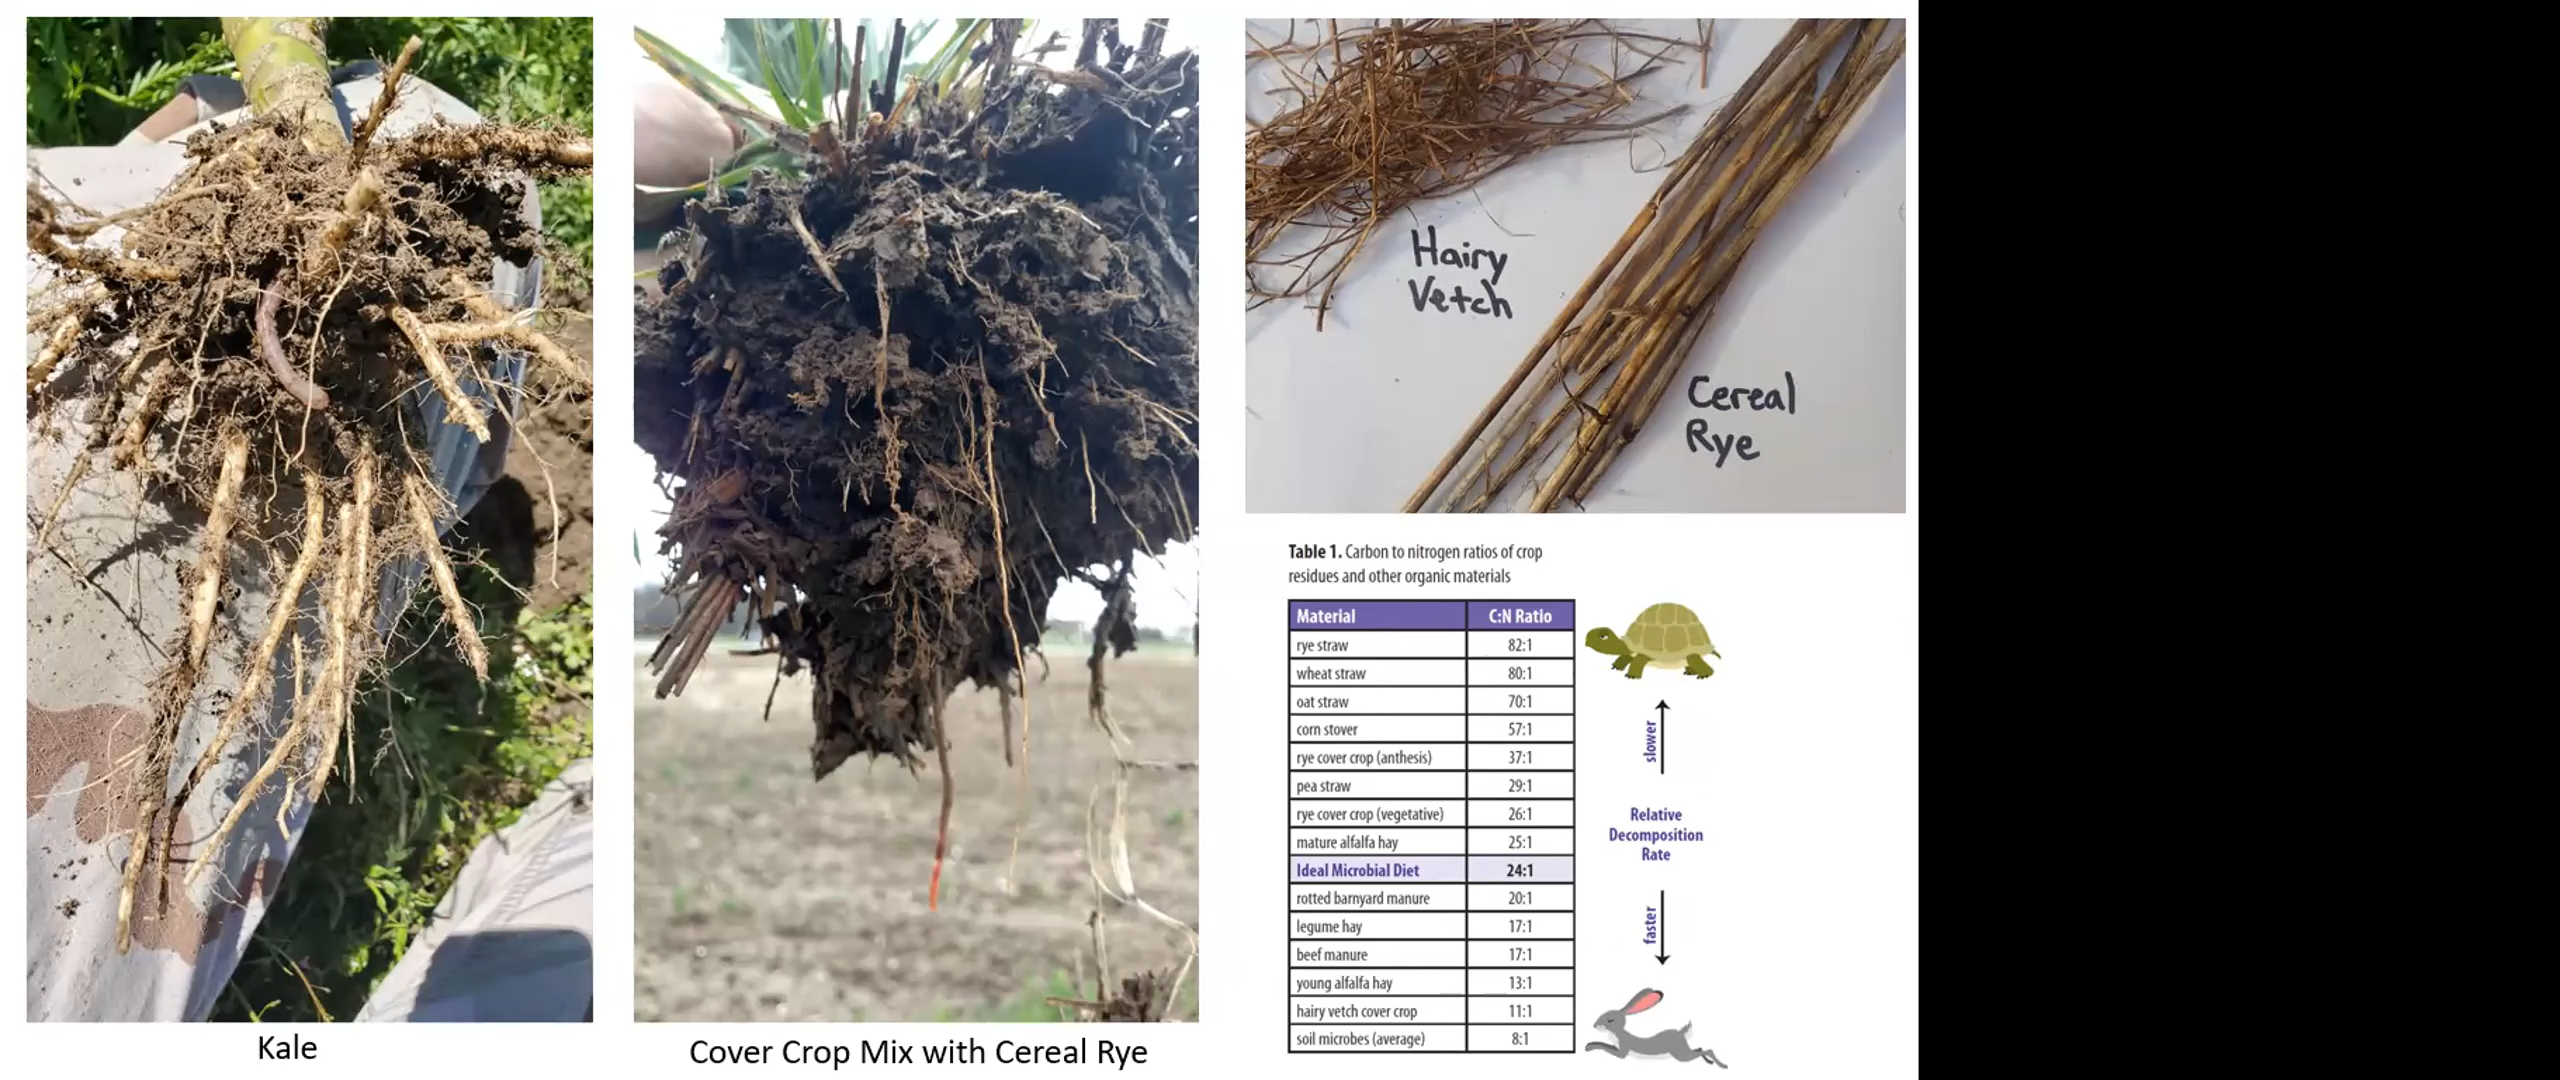 Hairy
Vetch
Cereal
Rye
Table 1. Carbon to nitrogen ratios of crop
residues and other organic materials
Material C:N Ratio
rye straw 82:1
wheat straw 80:1
oat straw 70:1
corn stover 57:1
rye cover crop (anthesis) 37:1
pea straw 29:1
rye cover crop (vegetative) 26:1
mature alfalfa hay 25:1
Ideal Microbial Diet 24:1
rotted barnyard manure 20:1
legume hay 17:1
beef manure 17:1
young alfalfa hay 13:1
hairy vetch cover crop 11:1
soil microbes (average) 8:1
slower
Relative
Decomposition
Rate
faster
Kale
Cover Crop Mix with Cereal Rye